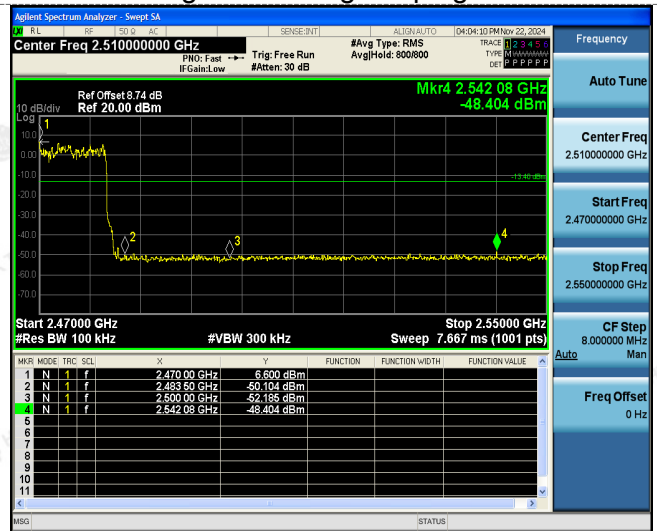 Agilent Spectrum Analyzer - Swept SA
RL RF 50 Ω AC SENSE:INT ALIGNAUTO 04:04:10 PM Nov 22, 2024
Center Freq 2.510000000 GHz #Avg Type: RMS TRACE 1 2 3 4 5 6
PNO: Fast Trig: Free Run Avg|Hold: 800/800 TYPE M
IFGain:Low #Atten: 30 dB DET P P P P P P
Mkr4 2.542 08 GHz
-48.404 dBm
Ref Offset 8.74 dB
10 dB/div Ref 20.00 dBm
Log
10.0
0.00
-10.0
-20.0
-30.0
-40.0
-50.0
-60.0
-70.0
1
2
3
4
-13.40 dBm
Start 2.47000 GHz Stop 2.55000 GHz
#Res BW 100 kHz #VBW 300 kHz Sweep 7.667 ms (1001 pts)
MKR MODE TRC SCL X Y FUNCTION FUNCTION WIDTH FUNCTION VALUE
1 N 1 f 2.470 00 GHz 6.600 dBm
2 N 1 f 2.483 50 GHz -50.104 dBm
3 N 1 f 2.500 00 GHz -52.185 dBm
4 N 1 f 2.542 08 GHz -48.404 dBm
5
6
7
8
9
10
11
MSG STATUS
Frequency
Auto Tune
Center Freq
2.510000000 GHz
Start Freq
2.470000000 GHz
Stop Freq
2.550000000 GHz
CF Step
8.000000 MHz
Auto Man
Freq Offset
0 Hz